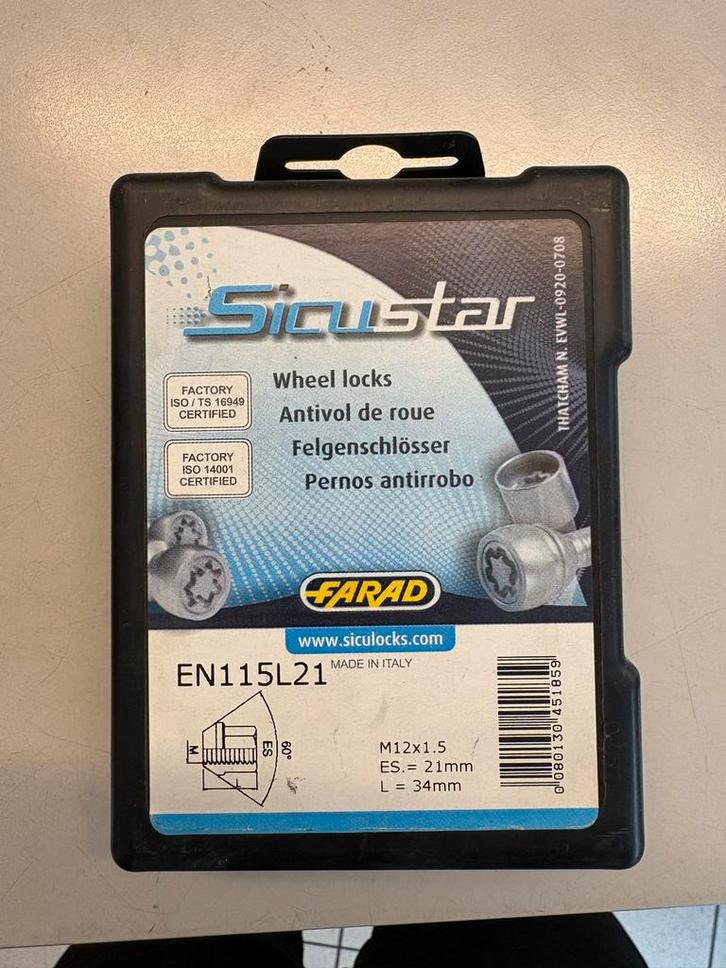 Sicustar
THATCHAM N. EVWL-0920-0708
Wheel locks
Antivol de roue
Felgenschlösser
Pernos antirrobo
FACTORY
ISO / TS 16949
CERTIFIED
FACTORY
ISO 14001
CERTIFIED
FARAD
www.siculocks.com
MADE IN ITALY
EN115L21
M
ES
60°
L
M12x1.5
ES.= 21mm
L = 34mm
0 080130 451859